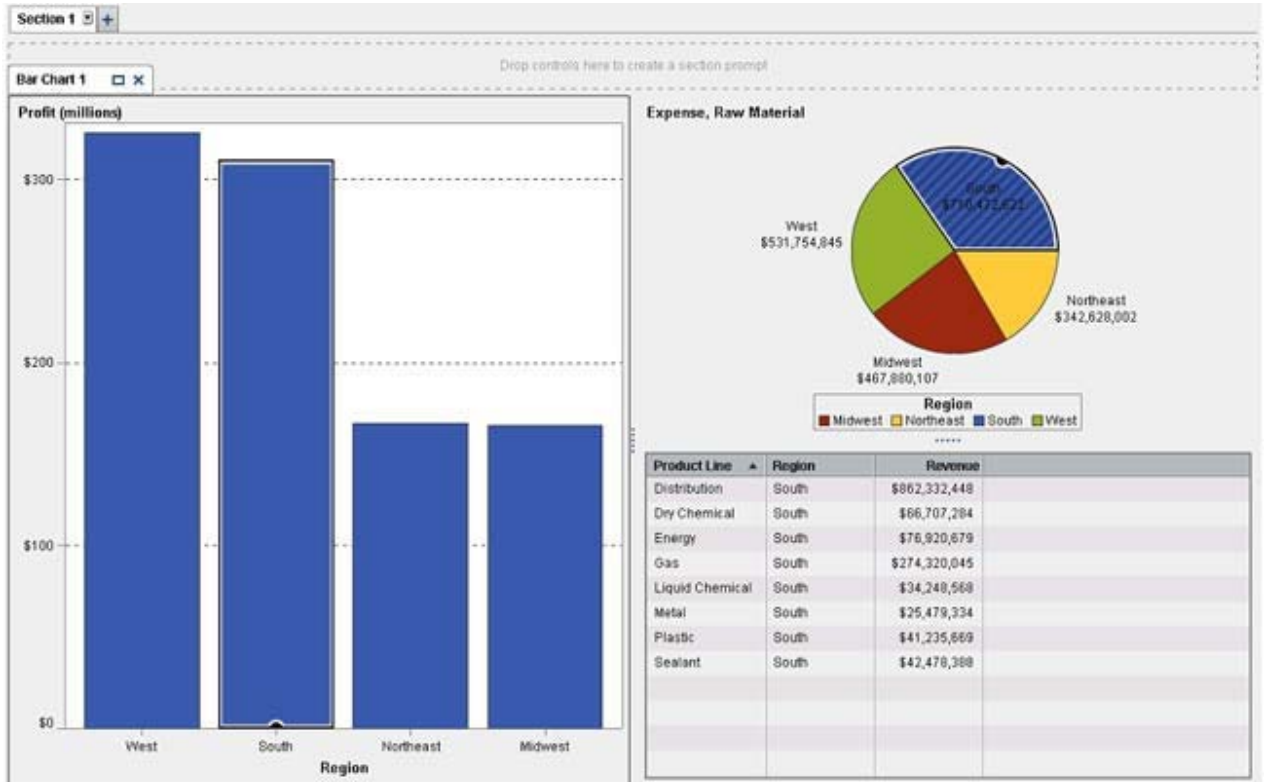 Section 1
Drop controls here to create a section prompt
Bar Chart 1
Profit (millions)
$300
$200
$100
$0
West South Northeast Midwest
Region
Expense, Raw Material
South
West
$531,754,845
Northeast
$342,628,002
Midwest
$467,880,107
Region
Midwest Northeast South West
Product Line Region Revenue
Distribution South $862,332,448
Dry Chemical South $66,707,284
Energy South $76,920,679
Gas South $274,320,045
Liquid Chemical South $34,248,568
Metal South $25,479,334
Plastic South $41,235,669
Sealant South $42,478,388